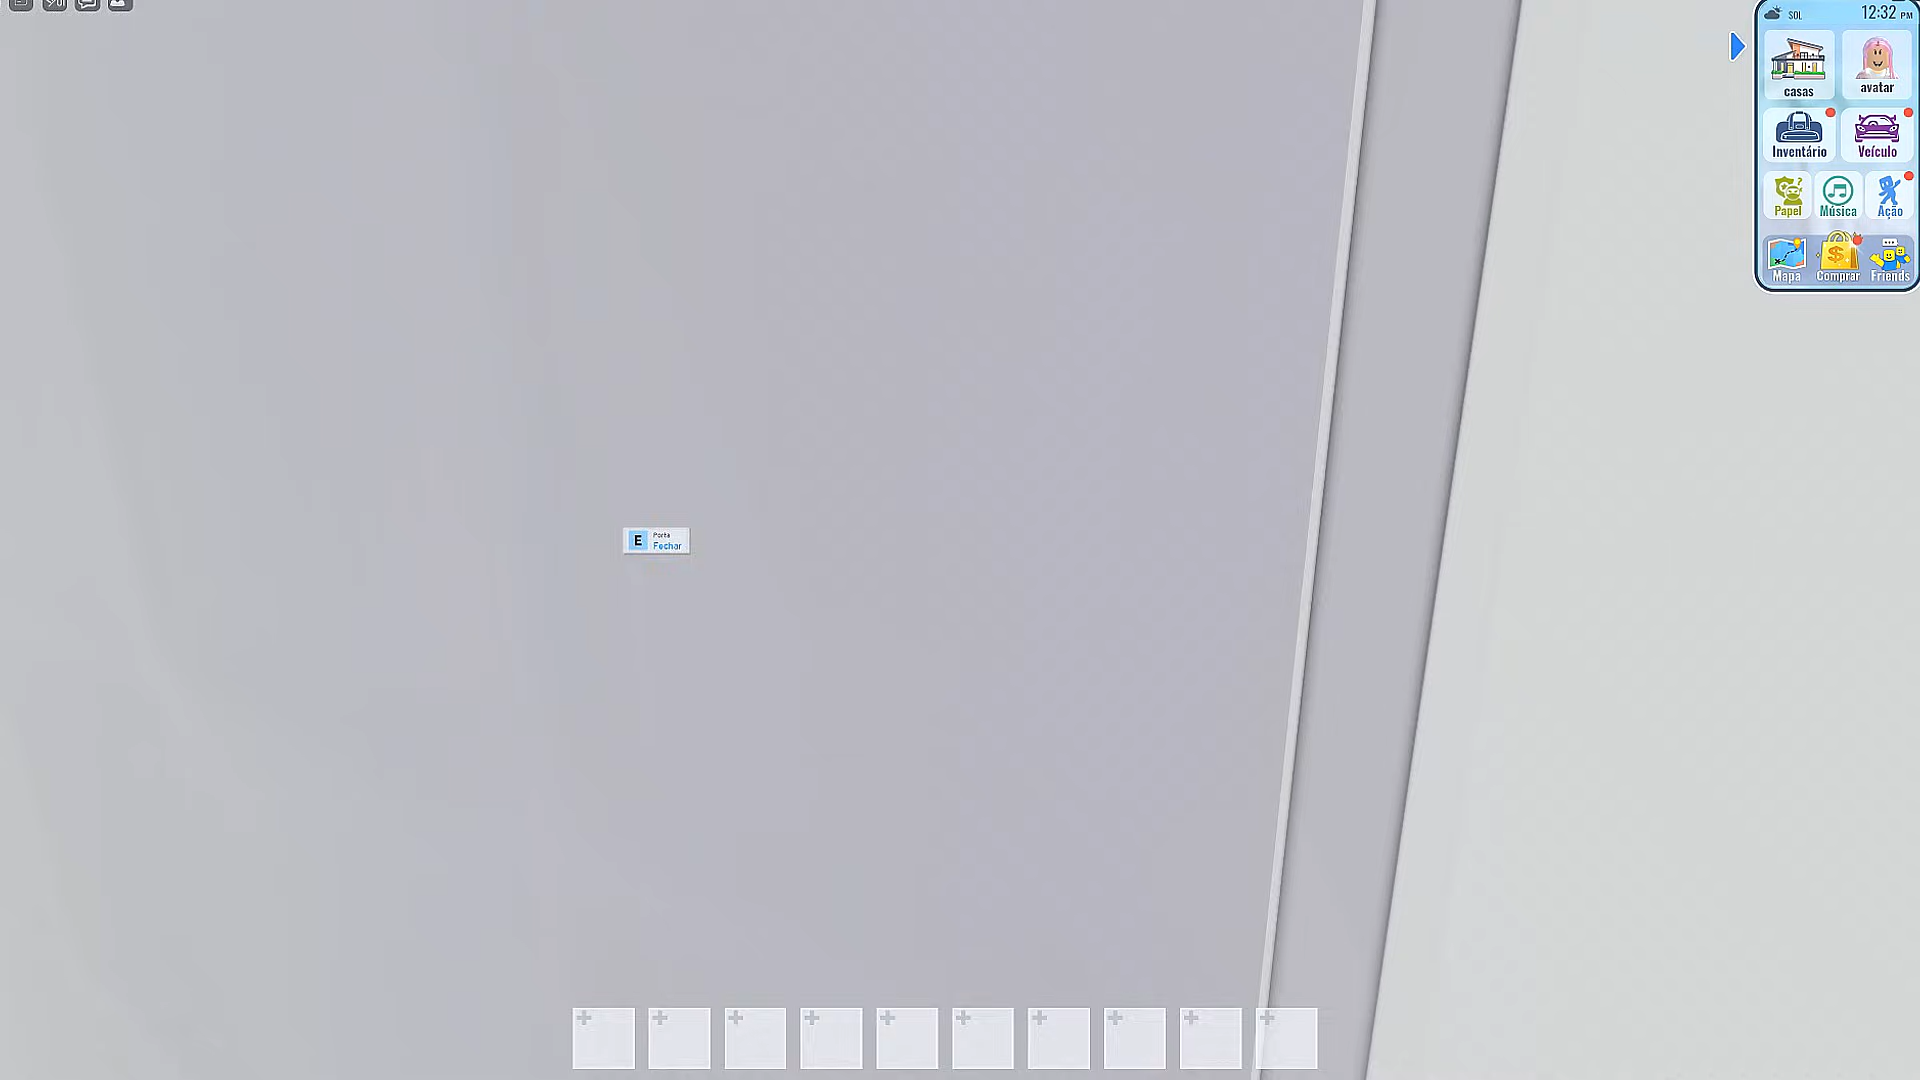 SOL 12:32 PM
casas avatar
Inventário Veículo
Papel Música Ação
Mapa Comprar Friends
E Porta
Fechar